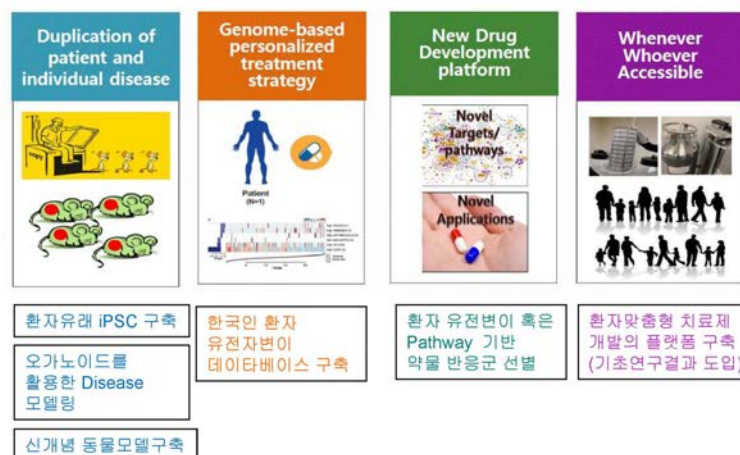 Duplication of
patient and
individual disease
Genome-based
personalized
treatment
strategy
Patient
(N=1)
New Drug
Development
platform
Novel
Targets/
pathways
Novel
Applications
Whenever
Whoever
Accessible
환자유래 iPSC 구축
오가노이드를
활용한 Disease
모델링
신개념 동물모델구축
한국인 환자
유전자변이
데이타베이스 구축
환자 유전변이 혹은
Pathway 기반
약물 반응군 선별
환자맞춤형 치료제
개발의 플랫폼 구축
(기초연구결과 도입)